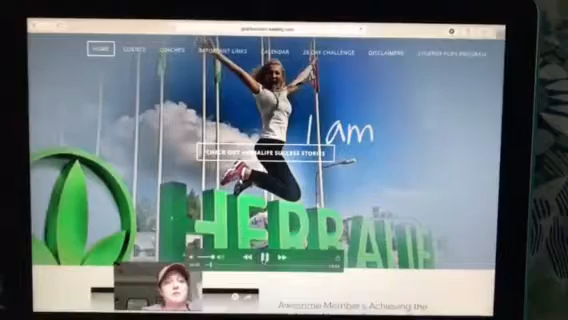 HOME
COACHES
IMPORTANT LINKS
CALENDAR
28 DAY CHALLENGE
DISCLAIMERS
I am
CHECK OUT HERBALIFE SUCCESS STORIES
HERBALIFE
Awesome Member's Achieving the